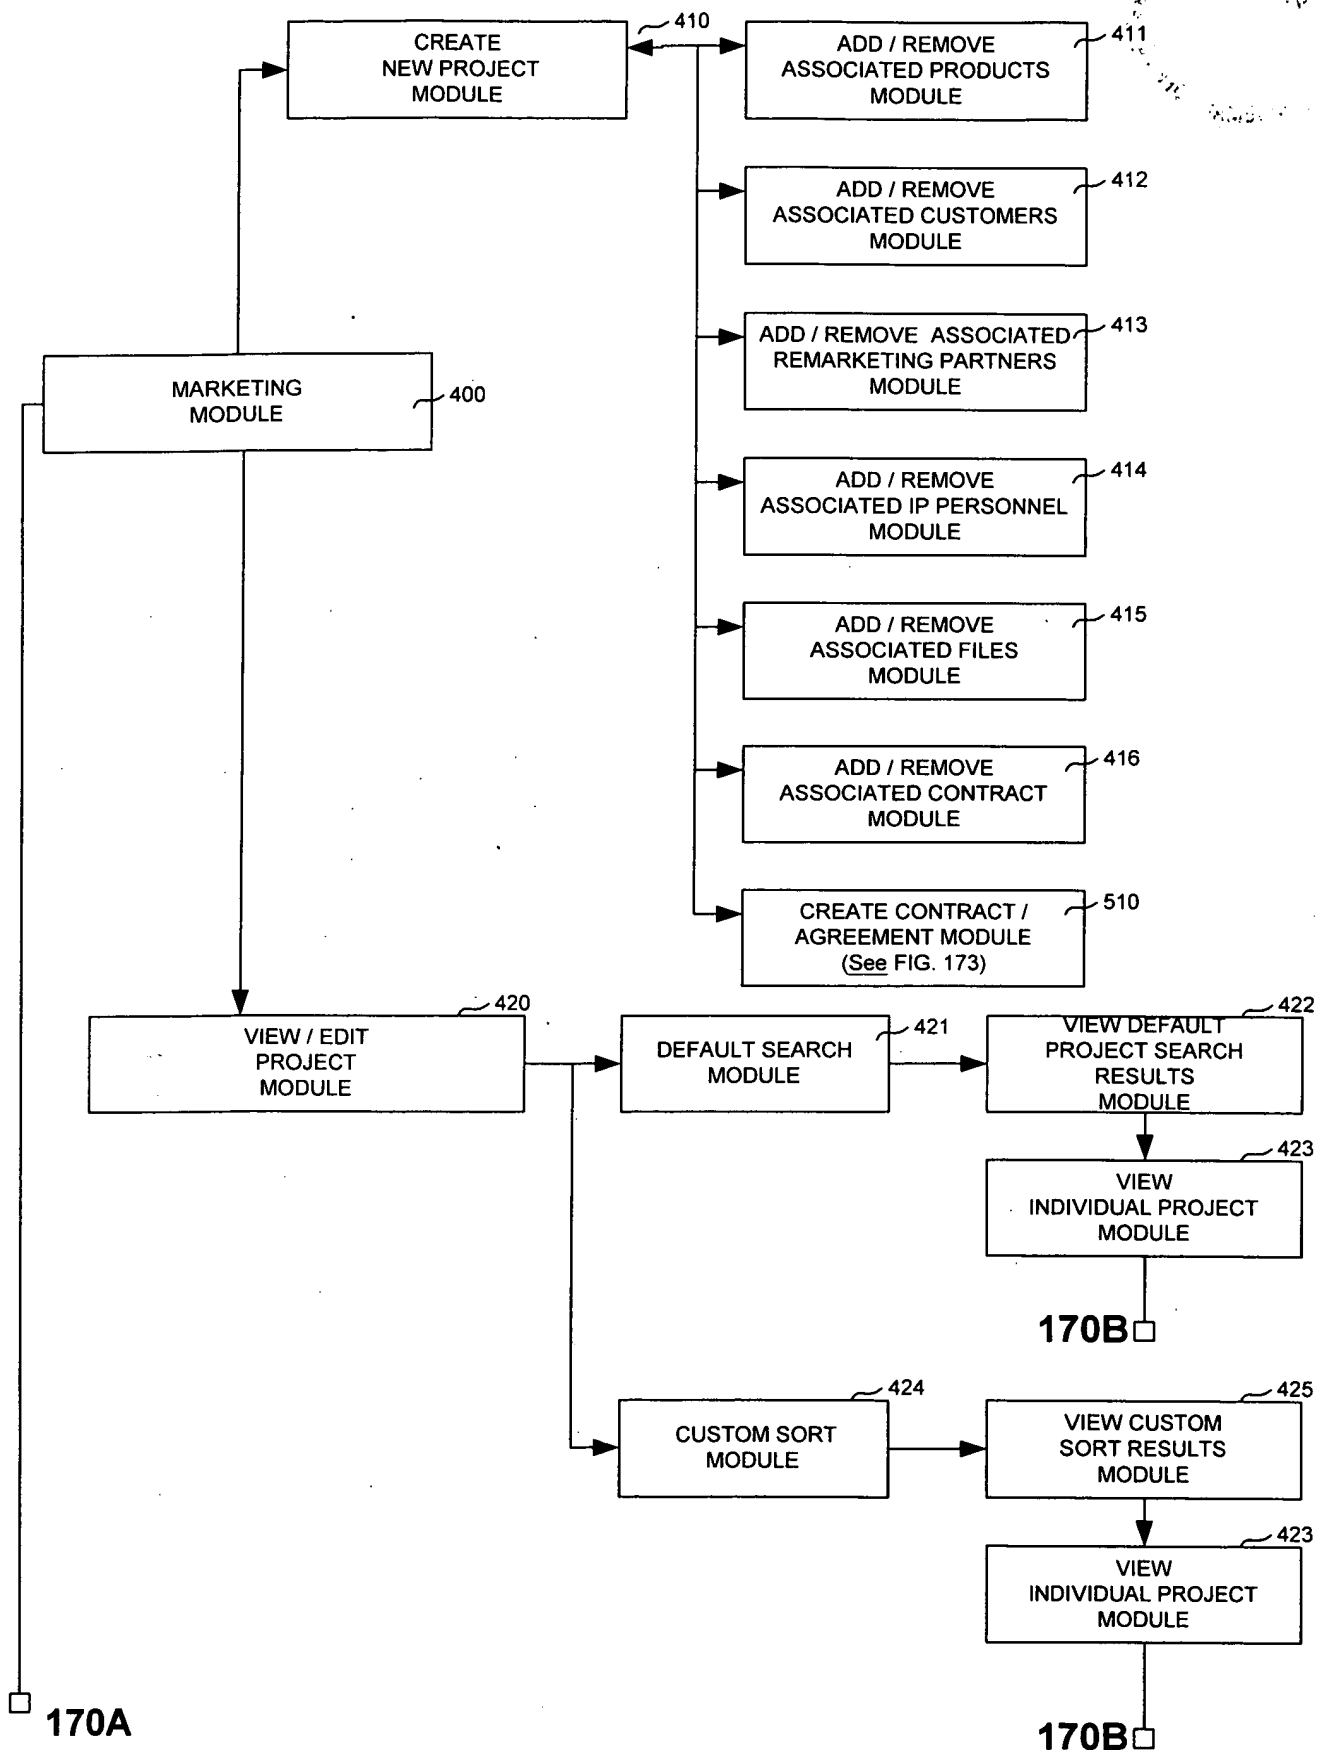 CREATE
NEW PROJECT
MODULE
410
ADD / REMOVE
ASSOCIATED PRODUCTS
MODULE
411
ADD / REMOVE
ASSOCIATED CUSTOMERS
MODULE
412
ADD / REMOVE ASSOCIATED
REMARKETING PARTNERS
MODULE
413
MARKETING
MODULE
400
ADD / REMOVE
ASSOCIATED IP PERSONNEL
MODULE
414
ADD / REMOVE
ASSOCIATED FILES
MODULE
415
ADD / REMOVE
ASSOCIATED CONTRACT
MODULE
416
CREATE CONTRACT /
AGREEMENT MODULE
(See FIG. 173)
510
VIEW / EDIT
PROJECT
MODULE
420
DEFAULT SEARCH
MODULE
421
VIEW DEFAULT
PROJECT SEARCH
RESULTS
MODULE
422
VIEW
INDIVIDUAL PROJECT
MODULE
423
170B
CUSTOM SORT
MODULE
424
VIEW CUSTOM
SORT RESULTS
MODULE
425
VIEW
INDIVIDUAL PROJECT
MODULE
423
170A
170B